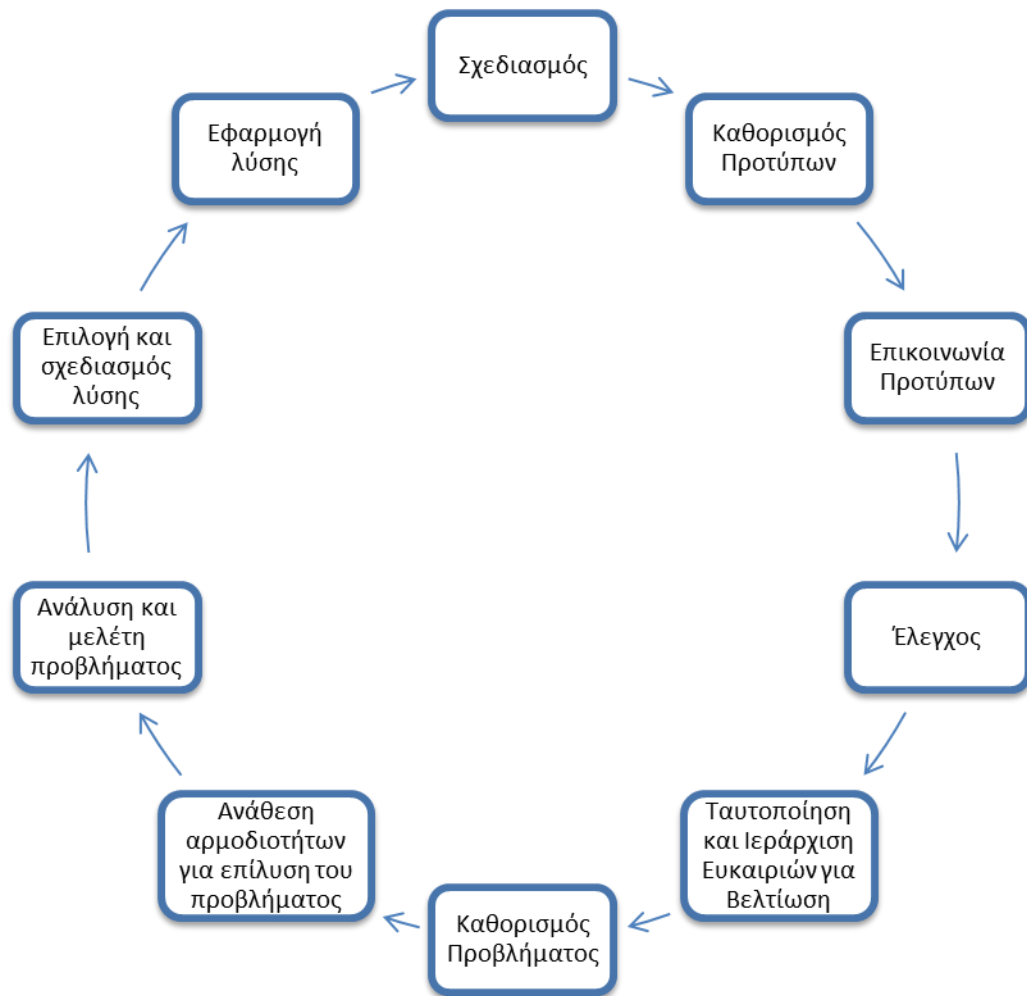 Σχεδιασμός
Καθορισμός
Προτύπων
Επικοινωνία
Προτύπων
Έλεγχος
Ταυτοποίηση
και Ιεράρχιση
Ευκαιριών για
Βελτίωση
Καθορισμός
Προβλήματος
Ανάθεση
αρμοδιοτήτων
για επίλυση του
προβλήματος
Ανάλυση και
μελέτη
προβλήματος
Επιλογή και
σχεδιασμός
λύσης
Εφαρμογή
λύσης